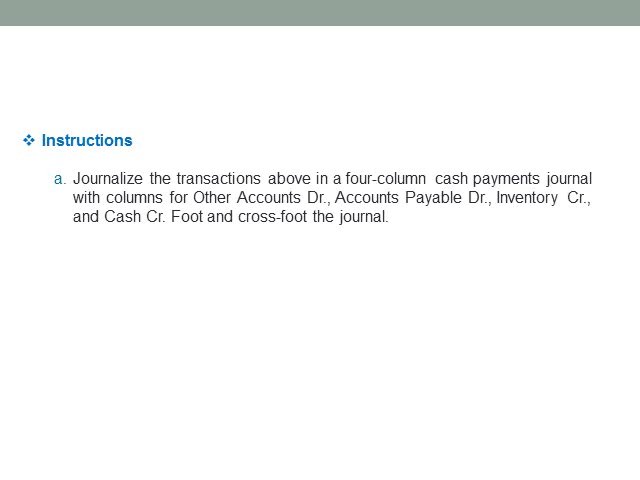 ❖ Instructions
a. Journalize the transactions above in a four-column cash payments journal
with columns for Other Accounts Dr., Accounts Payable Dr., Inventory Cr.,
and Cash Cr. Foot and cross-foot the journal.